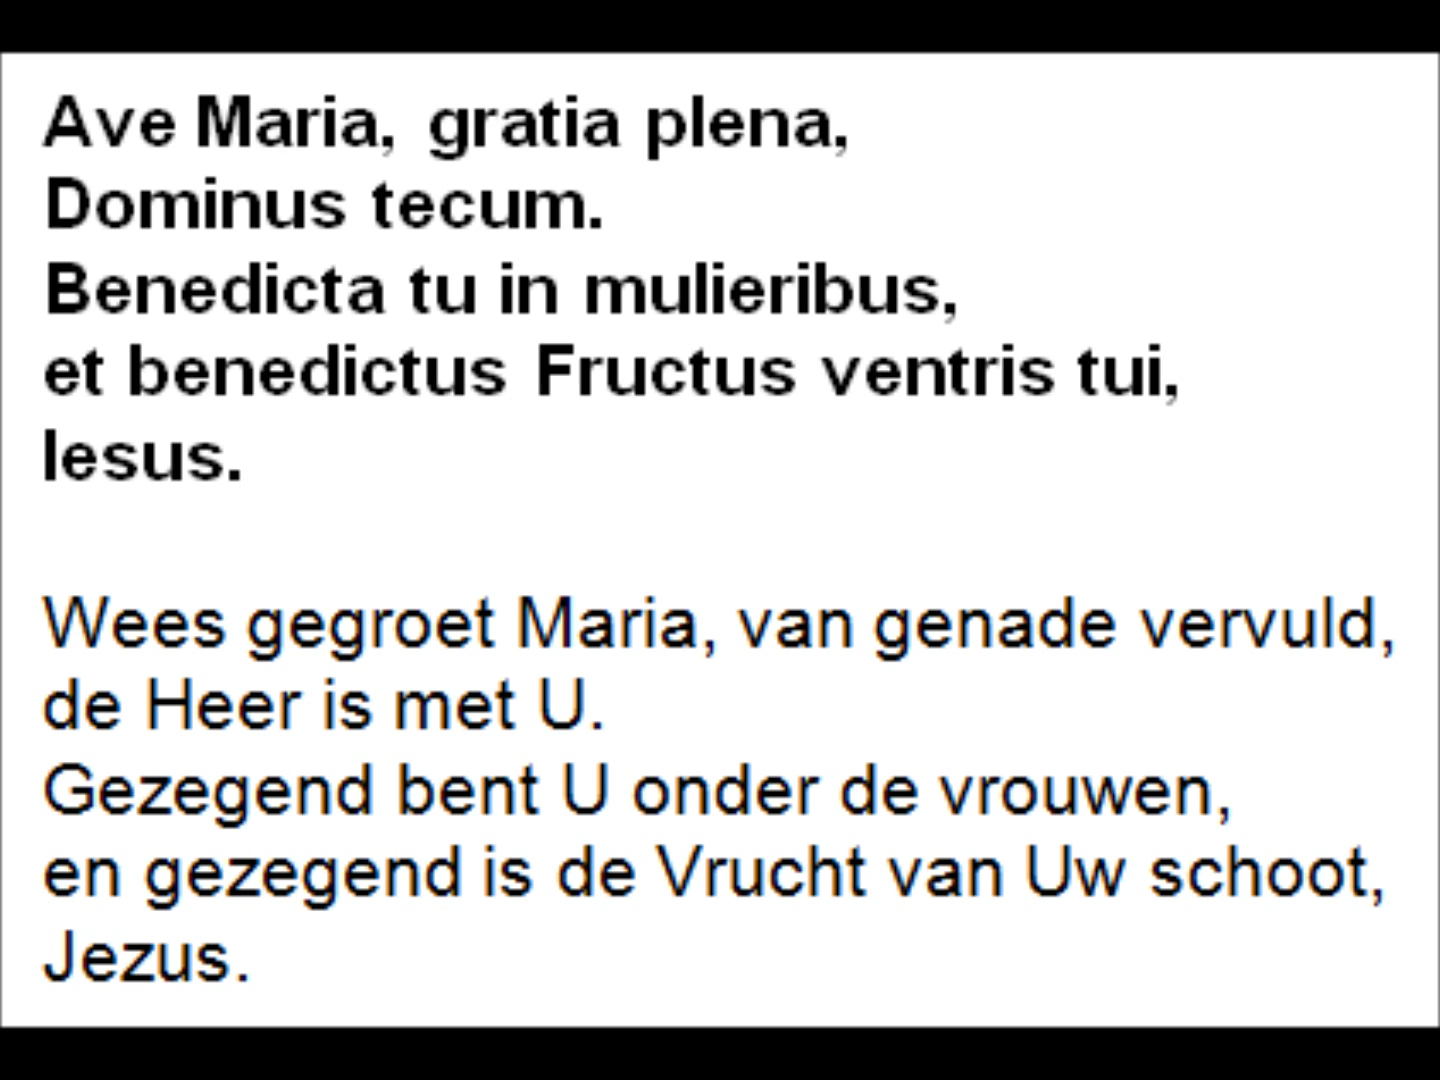 Ave Maria, gratia plena,
Dominus tecum.
Benedicta tu in mulieribus,
et benedictus Fructus ventris tui,
Iesus.
Wees gegroet Maria, van genade vervuld,
de Heer is met U.
Gezegend bent U onder de vrouwen,
en gezegend is de Vrucht van Uw schoot,
Jezus.